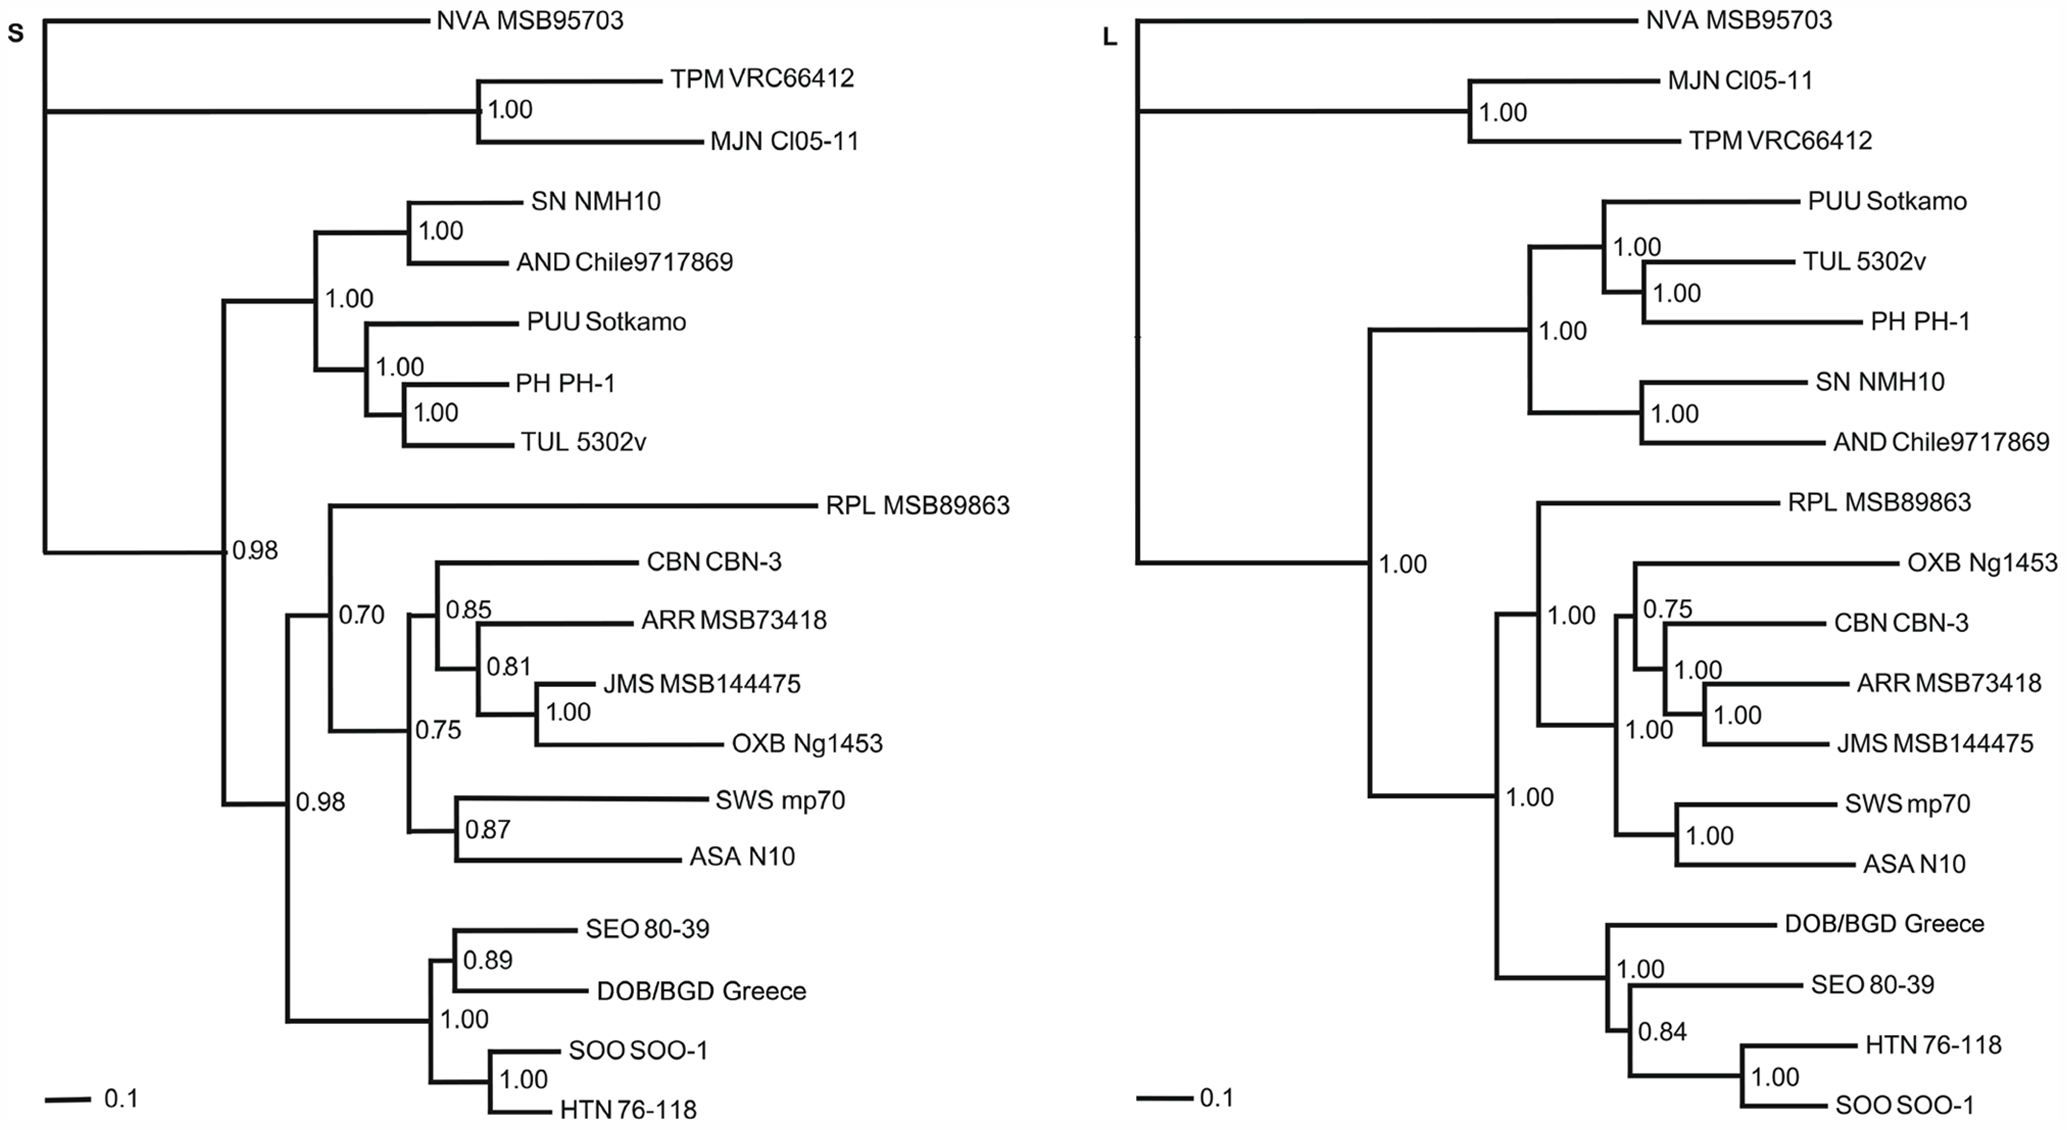 S
NVA MSB95703
TPM VRC66412
1.00
MJN Cl05-11
SN NMH10
1.00
AND Chile9717869
1.00
PUU Sotkamo
1.00
PH PH-1
1.00
TUL 5302v
RPL MSB89863
0.98
CBN CBN-3
0.70
0.85
ARR MSB73418
0.81
JMS MSB144475
1.00
0.75
OXB Ng1453
0.98
SWS mp70
0.87
ASA N10
SEO 80-39
0.89
DOB/BGD Greece
1.00
SOO SOO-1
1.00
HTN 76-118
0.1
L
NVA MSB95703
MJN Cl05-11
1.00
TPM VRC66412
PUU Sotkamo
1.00
TUL 5302v
1.00
PH PH-1
1.00
SN NMH10
1.00
AND Chile9717869
RPL MSB89863
1.00
OXB Ng1453
1.00
0.75
CBN CBN-3
1.00
ARR MSB73418
1.00
1.00
JMS MSB144475
1.00
SWS mp70
1.00
ASA N10
DOB/BGD Greece
1.00
SEO 80-39
0.84
HTN 76-118
1.00
SOO SOO-1
0.1